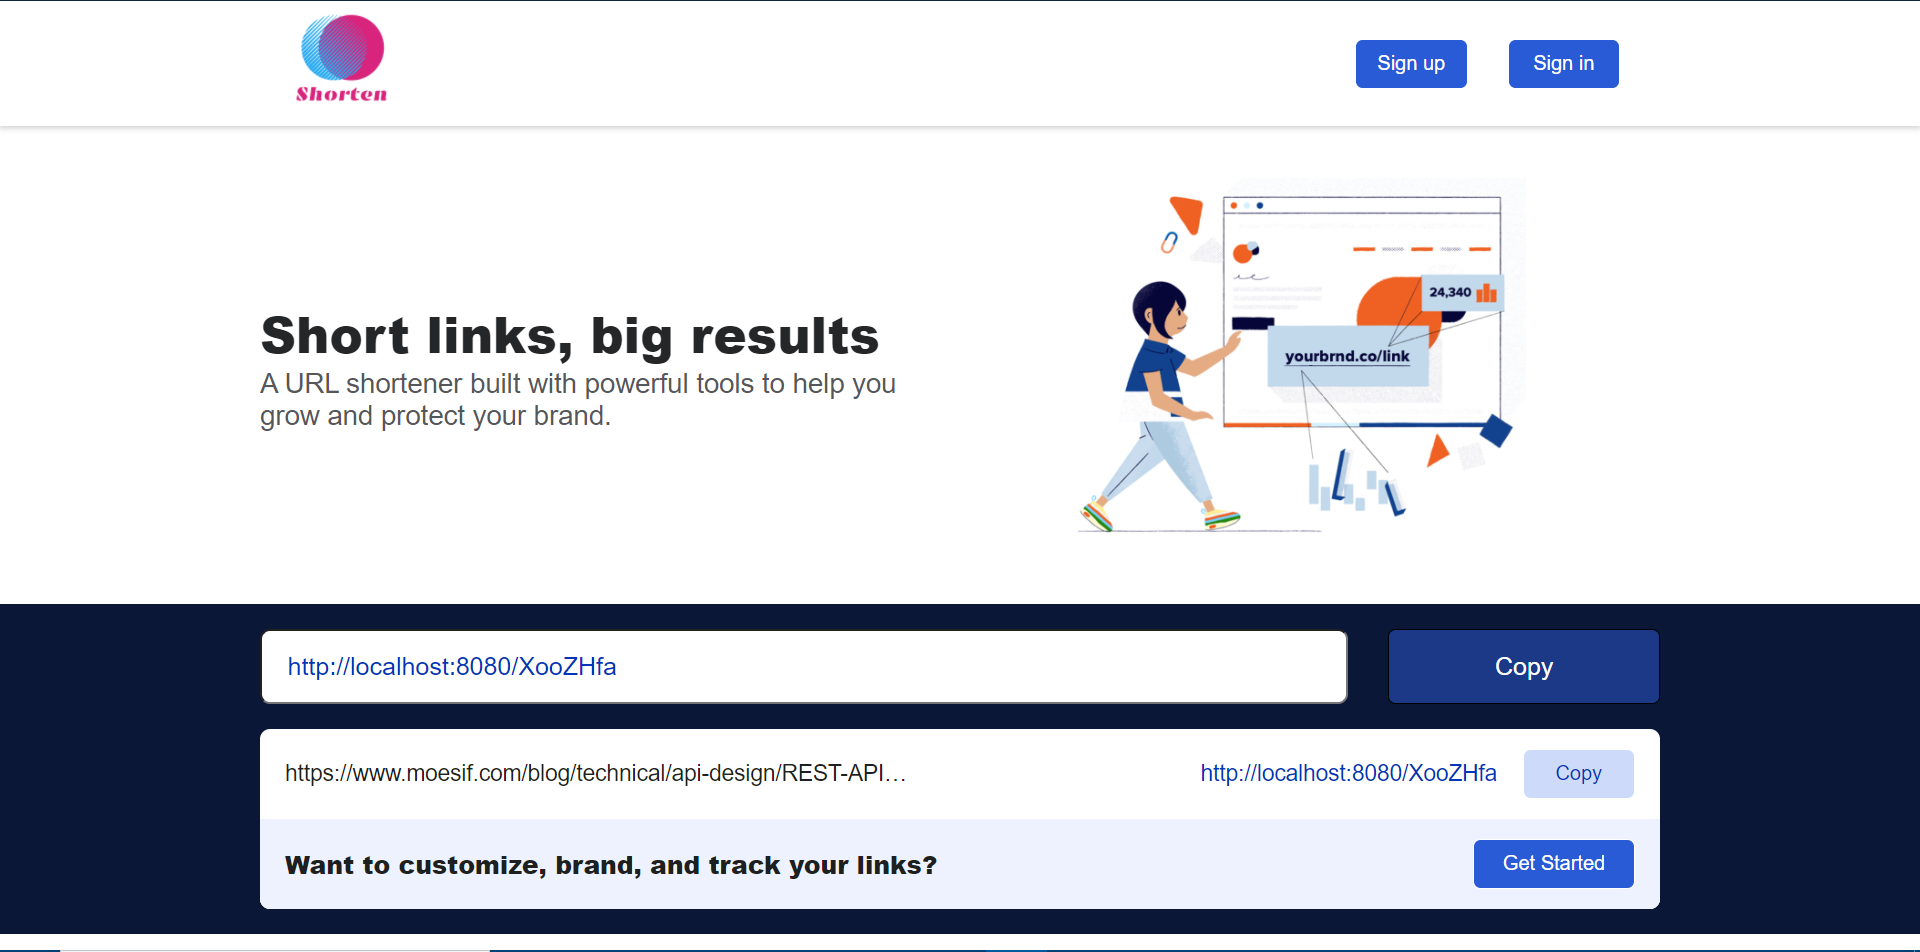 Shorten
Sign up
Sign in
24,340
yourbrnd.co/link
Short links, big results
A URL shortener built with powerful tools to help you
grow and protect your brand.
http://localhost:8080/XooZHfa
Copy
https://www.moesif.com/blog/technical/api-design/REST-API…
http://localhost:8080/XooZHfa
Copy
Want to customize, brand, and track your links?
Get Started